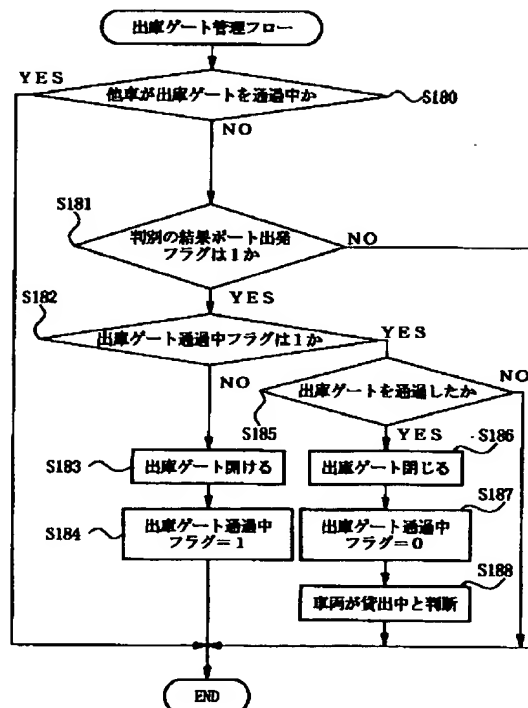 出庫ゲート管理フロー
YES
他車が出庫ゲートを通過中か
S180
NO
S181
判別の結果ポート出発
フラグは1か
NO
S182
YES
出庫ゲート通過中フラグは1か
YES
NO
出庫ゲートを通過したか
NO
S185
YES
S186
S183
出庫ゲート開ける
出庫ゲート閉じる
S187
S184
出庫ゲート通過中
フラグ=1
出庫ゲート通過中
フラグ=0
S188
車両が貸出中と判断
END